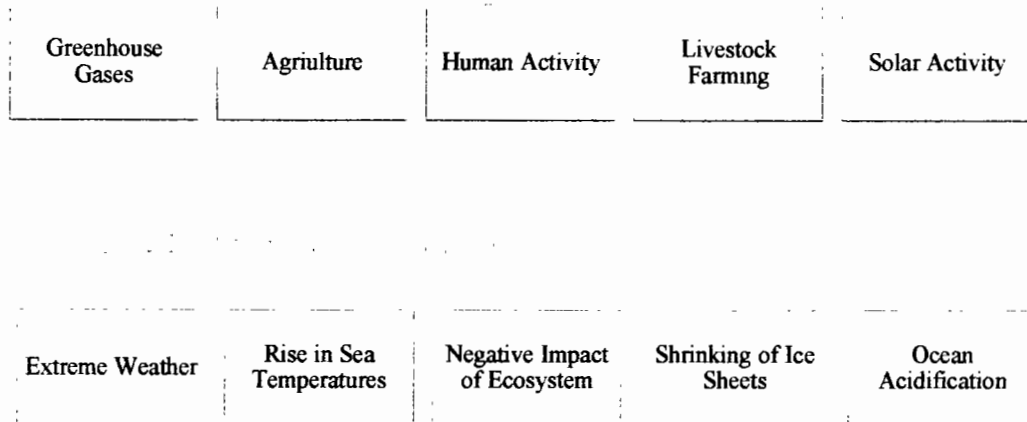 Greenhouse
Gases
Agriulture
Human Activity
Livestock
Farming
Solar Activity
Extreme Weather
Rise in Sea
Temperatures
Negative Impact
of Ecosystem
Shrinking of Ice
Sheets
Ocean
Acidification